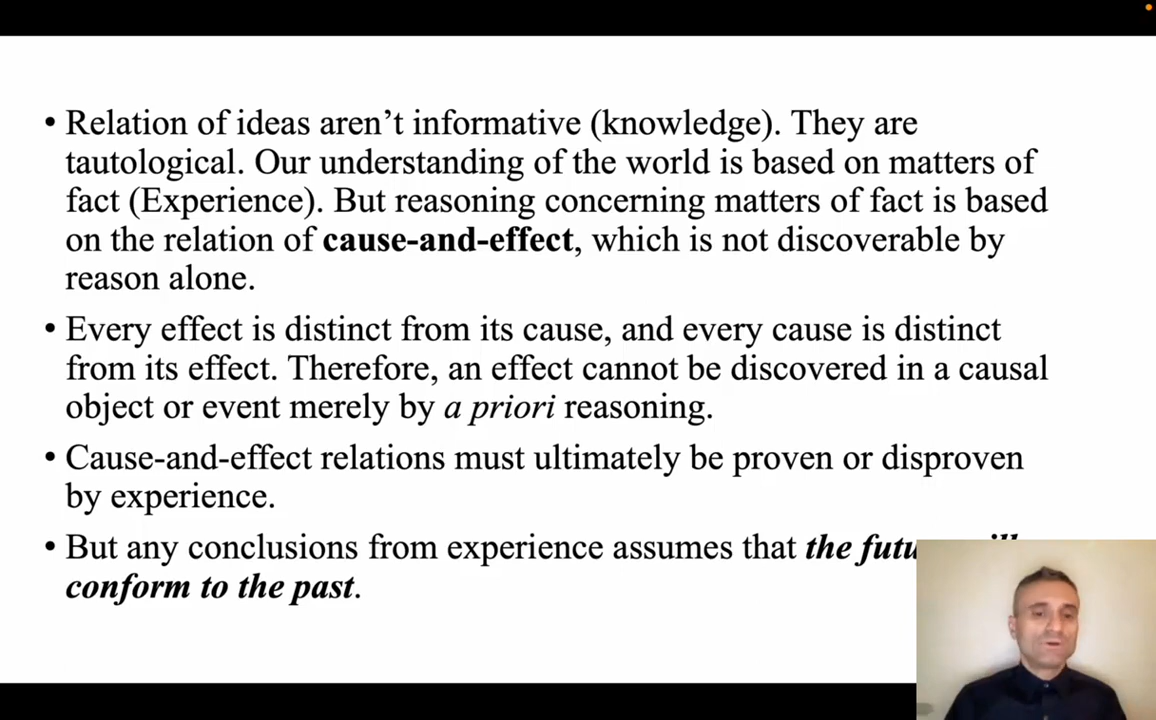 • Relation of ideas aren't informative (knowledge). They are
tautological. Our understanding of the world is based on matters of
fact (Experience). But reasoning concerning matters of fact is based
on the relation of cause-and-effect, which is not discoverable by
reason alone.
• Every effect is distinct from its cause, and every cause is distinct
from its effect. Therefore, an effect cannot be discovered in a causal
object or event merely by a priori reasoning.
• Cause-and-effect relations must ultimately be proven or disproven
by experience.
• But any conclusions from experience assumes that the
conform to the past.